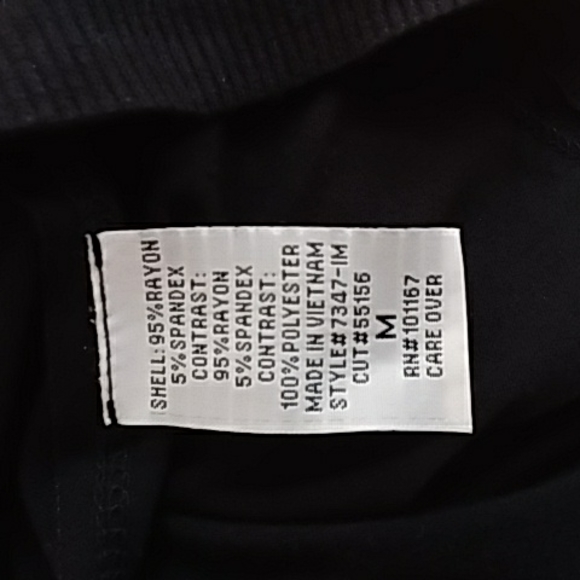 SHELL: 95%RAYON
5%SPANDEX
CONTRAST:
95%RAYON
5%SPANDEX
CONTRAST:
100%POLYESTER
MADE IN VIETNAM
STYLE#7347-IM
CUT#55156
M
RN#101167
CARE OVER